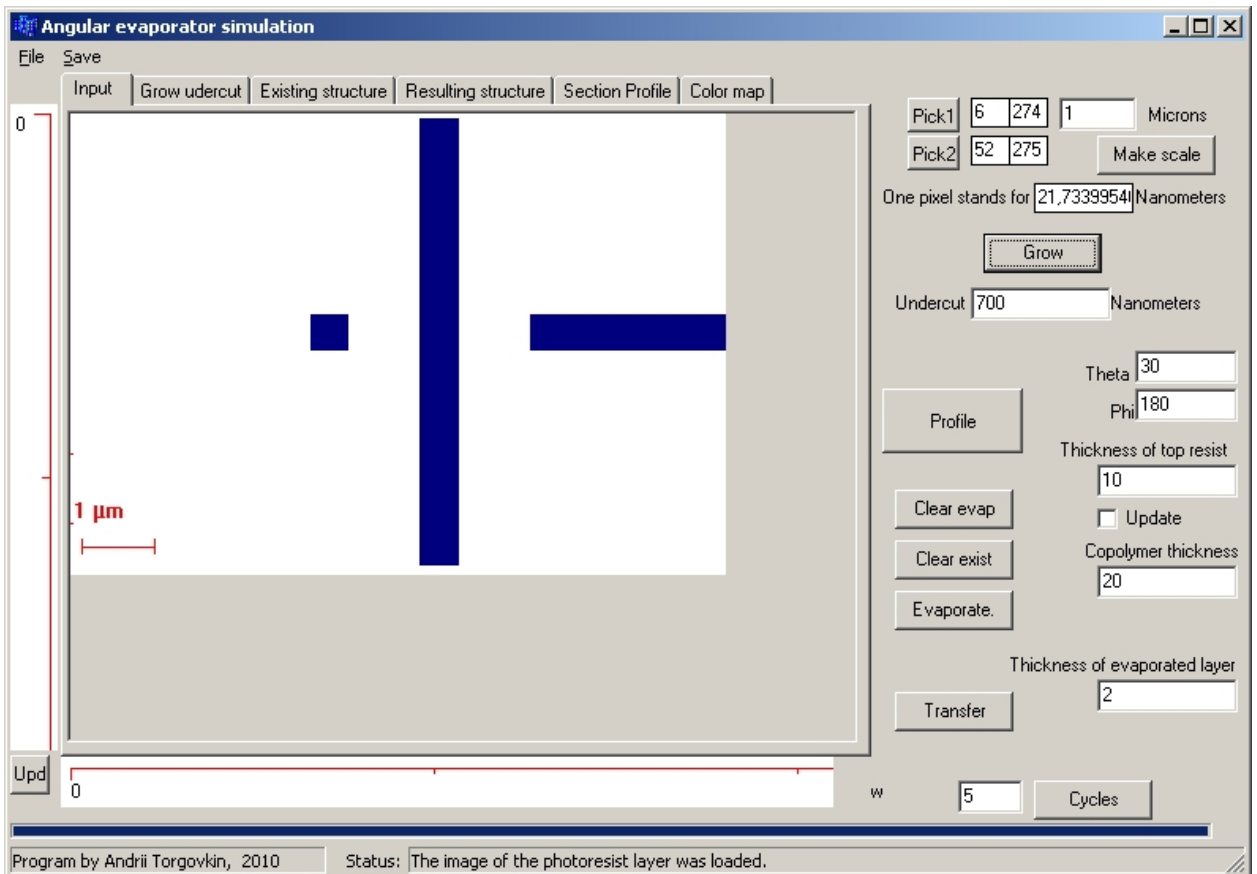 Angular evaporator simulation
File Save
Input Grow udercut Existing structure Resulting structure Section Profile Color map
0
Pick1 6 274 1 Microns
Pick2 52 275 Make scale
One pixel stands for 21,7339954 Nanometers
Grow
Undercut 700 Nanometers
Theta 30
Phi 180
Profile
Thickness of top resist
10
1 μm
Clear evap
Update
Clear exist
Copolymer thickness
20
Evaporate.
Thickness of evaporated layer
2
Transfer
Upd
0
w 5 Cycles
Program by Andrii Torgovkin, 2010 Status: The image of the photoresist layer was loaded.